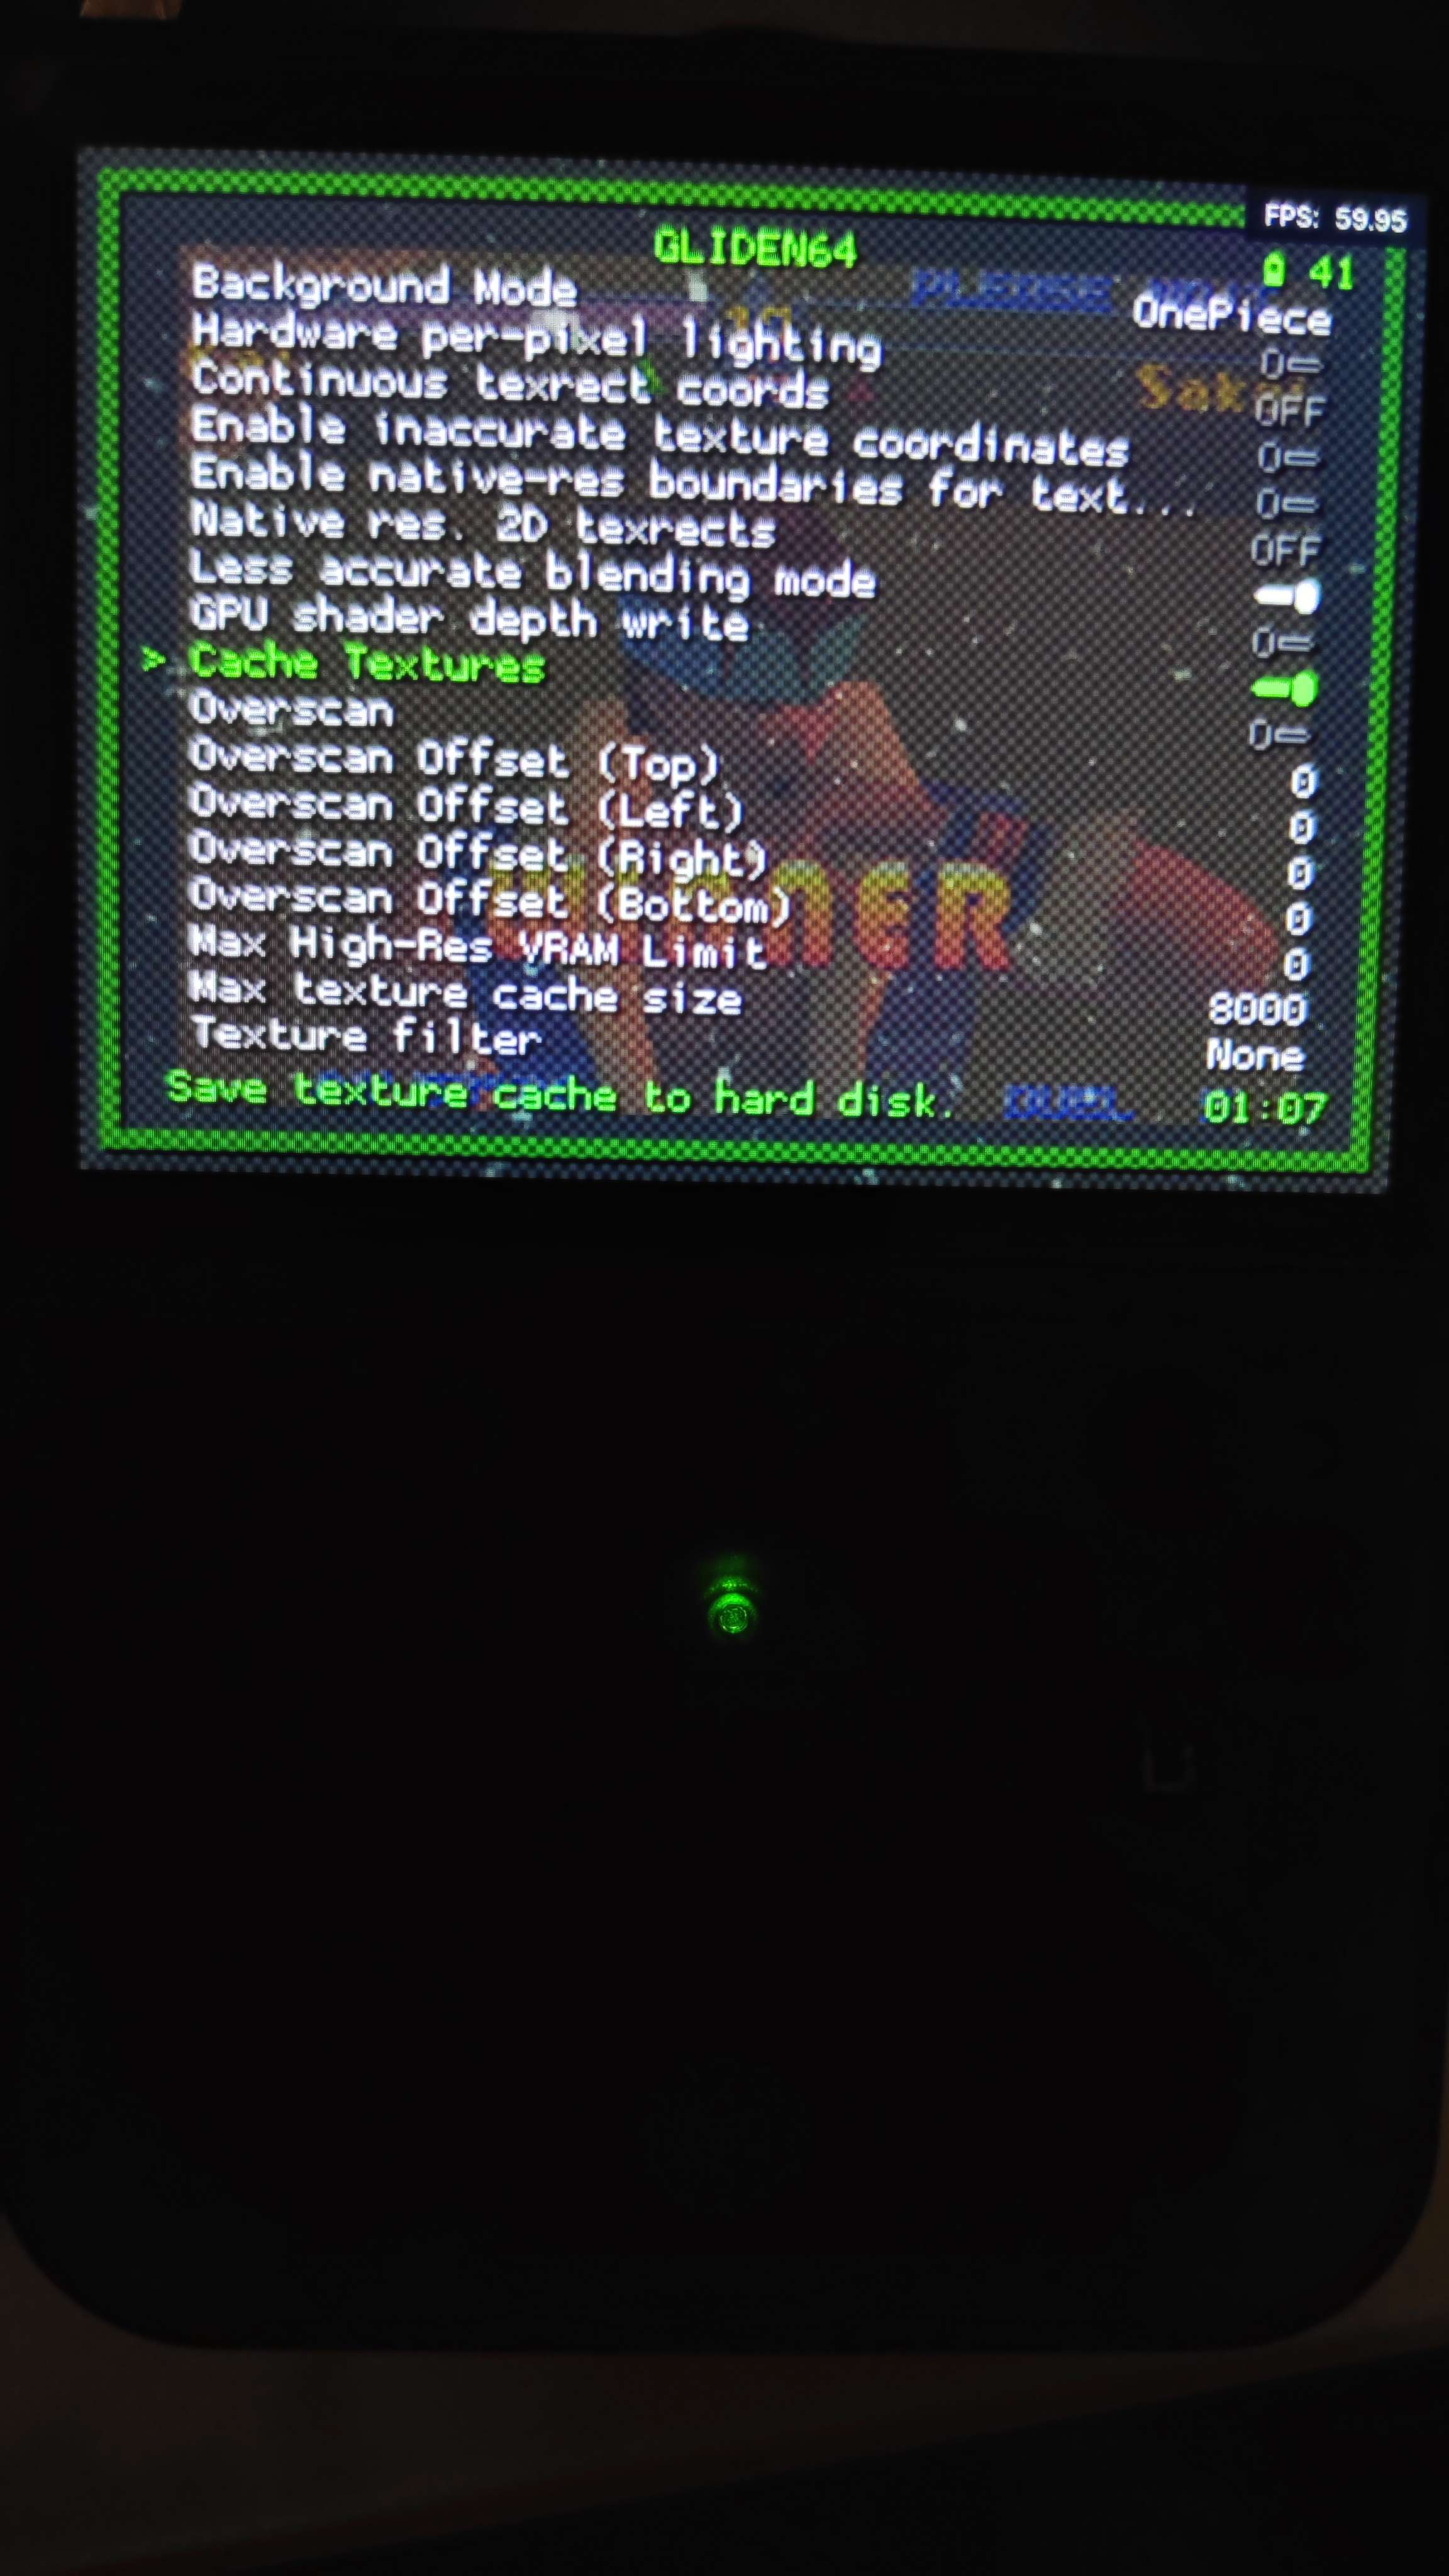 FPS: 59.95
GLIDEN64
41
Background Mode OnePiece
Hardware per-pixel lighting
Continuous texrect coords OFF
Enable inaccurate texture coordinates
Enable native-res boundaries for text...
Native res. 2D texrects OFF
Less accurate blending mode
GPU shader depth write
> Cache Textures
Overscan
Overscan Offset (Top) 0
Overscan Offset (Left) 0
Overscan Offset (Right) 0
Overscan Offset (Bottom) 0
Max High-Res VRAM Limit 0
Max texture cache size 8000
Texture filter None
Save texture cache to hard disk. 01:07